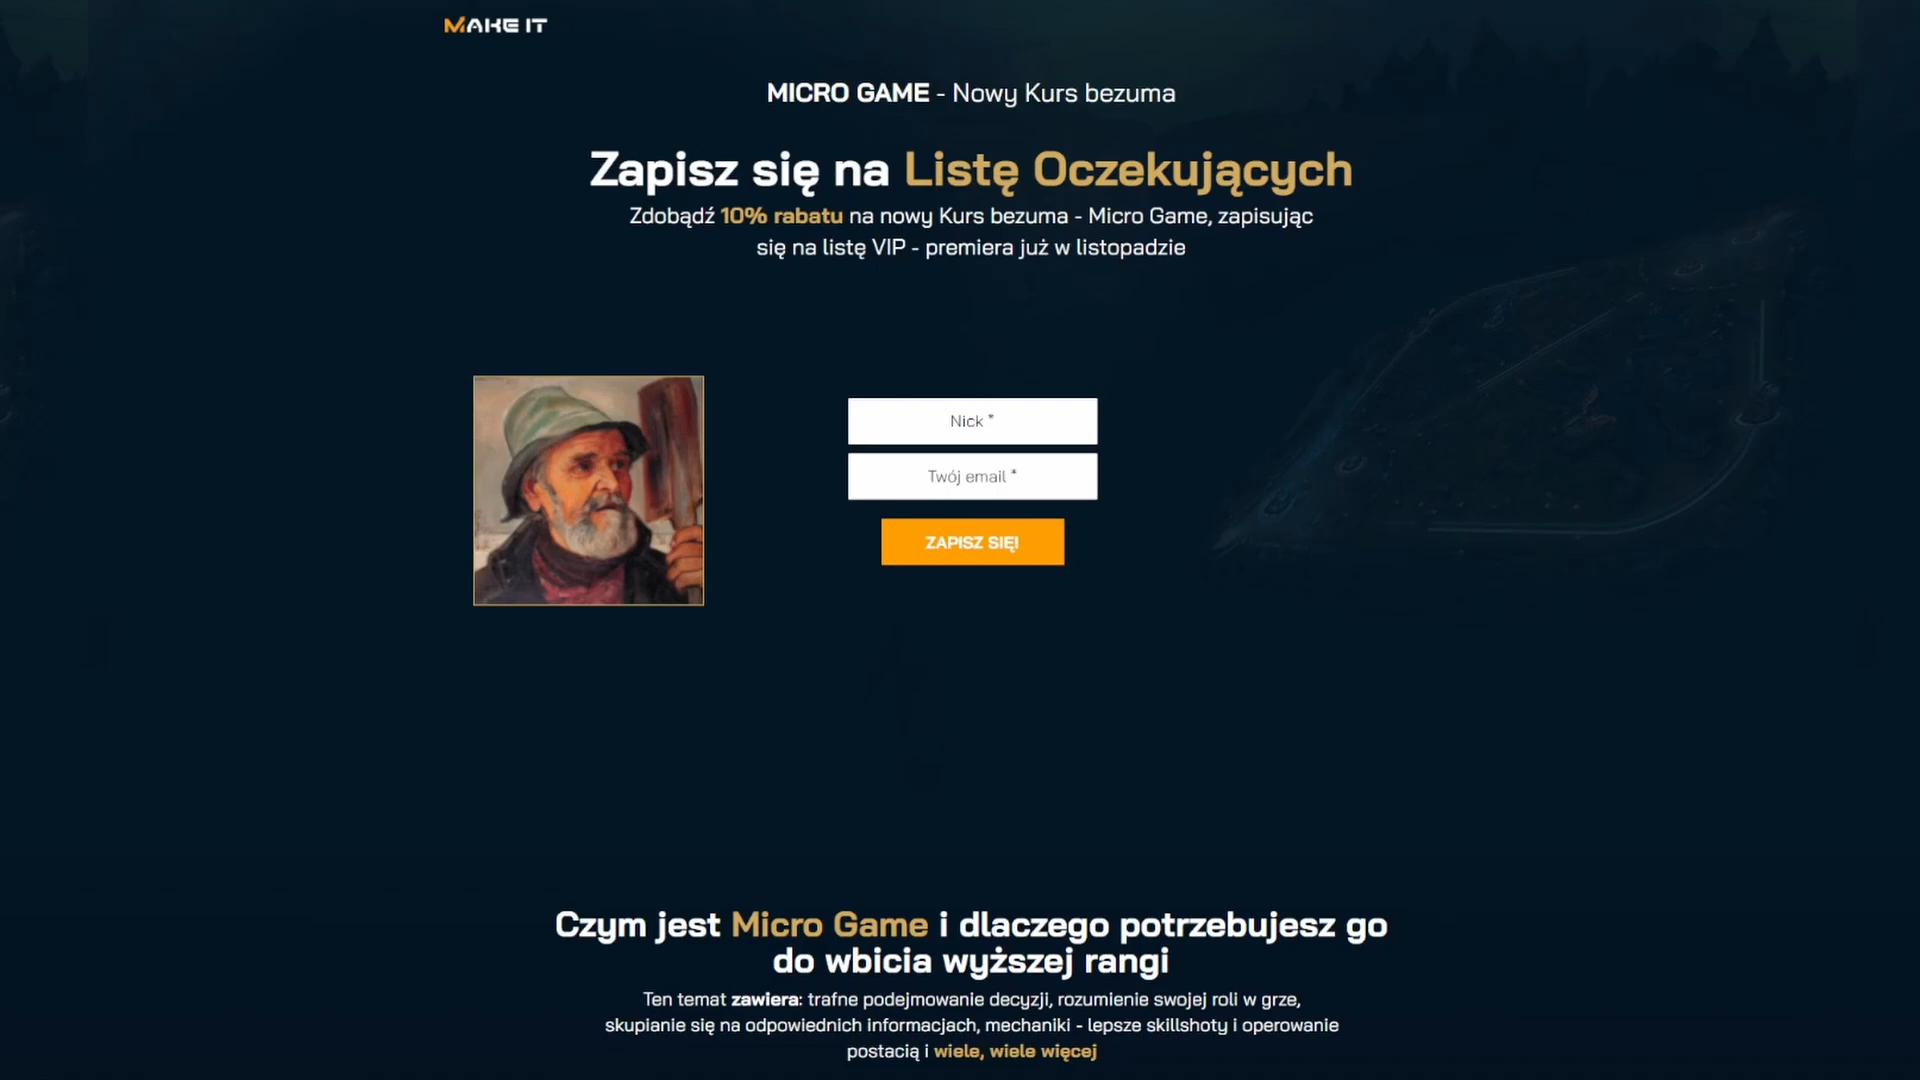 MAKE IT
MICRO GAME - Nowy Kurs bezuma
Zapisz się na Listę Oczekujących
Zdobądź 10% rabatu na nowy Kurs bezuma - Micro Game, zapisując
się na listę VIP - premiera już w listopadzie
Nick *
Twój email *
ZAPISZ SIĘ!
Czym jest Micro Game i dlaczego potrzebujesz go
do wbicia wyższej rangi
Ten temat zawiera: trafne podejmowanie decyzji, rozumienie swojej roli w grze,
skupianie się na odpowiednich informacjach, mechaniki - lepsze skillshoty i operowanie
postacią i wiele, wiele więcej